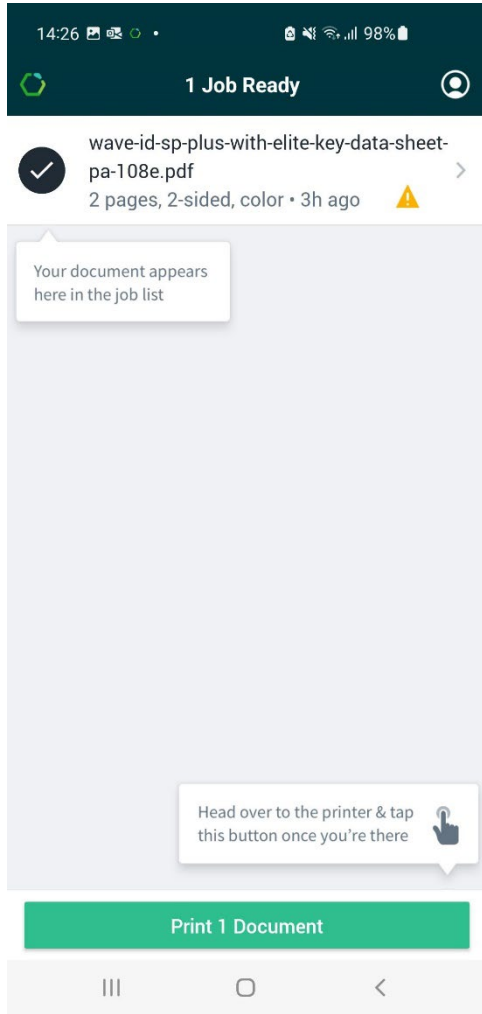 14:26
98%
1 Job Ready
wave-id-sp-plus-with-elite-key-data-sheet-
pa-108e.pdf
2 pages, 2-sided, color • 3h ago
Your document appears
here in the job list
Head over to the printer & tap
this button once you're there
Print 1 Document